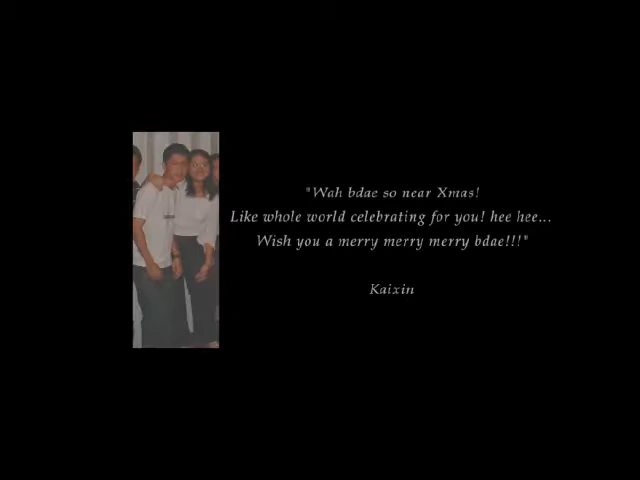 "Wah bdae so near Xmas!
Like whole world celebrating for you! hee hee...
Wish you a merry merry merry bdae!!!"
Kaixin